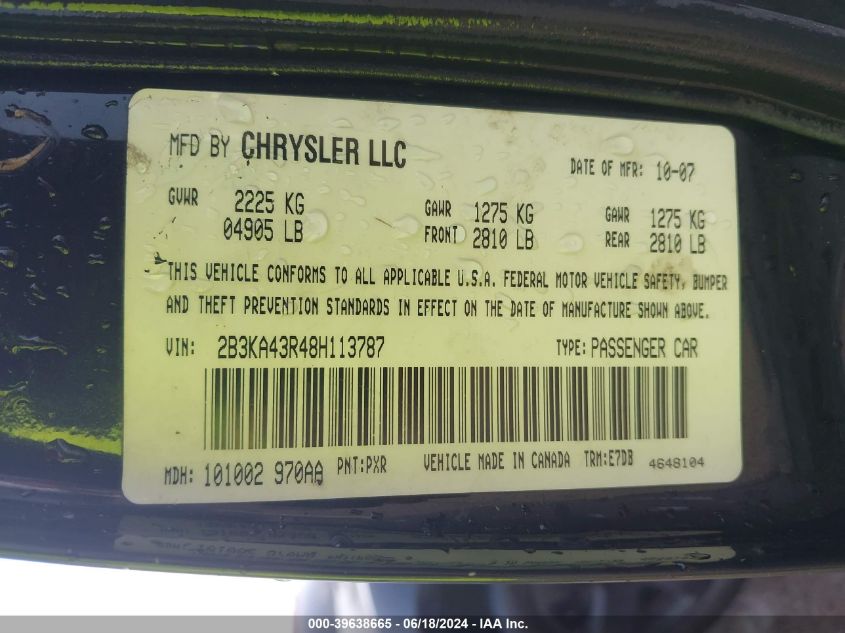 MFD BY CHRYSLER LLC
DATE OF MFR: 10-07
GVWR 2225 KG
04905 LB
GAWR FRONT 1275 KG
2810 LB
GAWR REAR 1275 KG
2810 LB
THIS VEHICLE CONFORMS TO ALL APPLICABLE U.S.A. FEDERAL MOTOR VEHICLE SAFETY, BUMPER
AND THEFT PREVENTION STANDARDS IN EFFECT ON THE DATE OF MANUFACTURE SHOWN ABOVE.
VIN: 2B3KA43R48H113787 TYPE: PASSENGER CAR
MDH: 101002 970AA PNT:PXR VEHICLE MADE IN CANADA TRM:E7DB 4648104
000-39638665 - 06/18/2024 - IAA Inc.